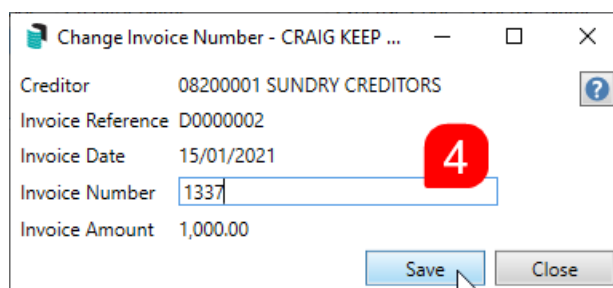 Change Invoice Number - CRAIG KEEP ...
Creditor 08200001 SUNDRY CREDITORS
?
Invoice Reference D0000002
Invoice Date 15/01/2021
4
Invoice Number 1337
Invoice Amount 1,000.00
Save Close